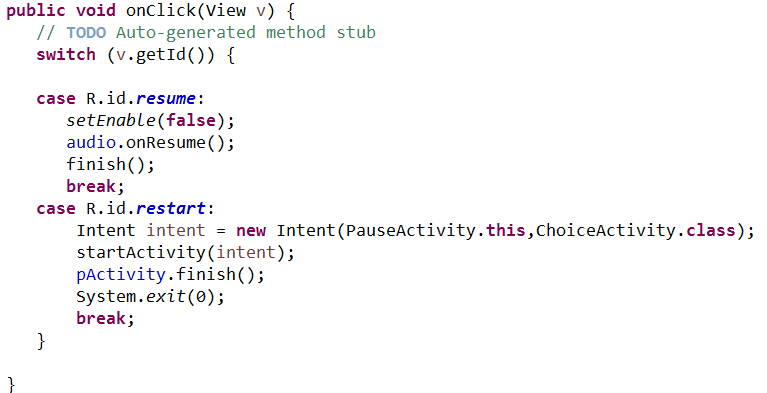 public void onClick(View v) {
// TODO Auto-generated method stub
switch (v.getId()) {
case R.id.resume:
setEnable(false);
audio.onResume();
finish();
break;
case R.id.restart:
Intent intent = new Intent(PauseActivity.this,ChoiceActivity.class);
startActivity(intent);
pActivity.finish();
System.exit(0);
break;
}
}